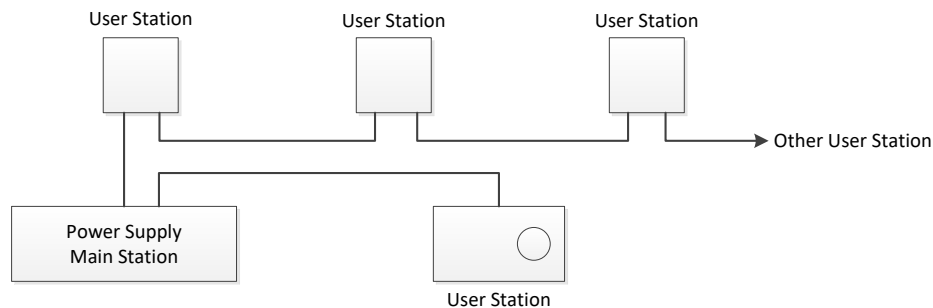 User Station
User Station
User Station
Other User Station
Power Supply
Main Station
User Station